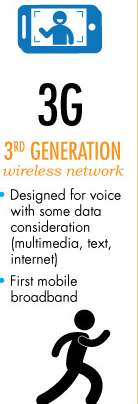 3G
3RD GENERATION
wireless network
• Designed for voice
with some data
consideration
(multimedia, text,
internet)
• First mobile
broadband